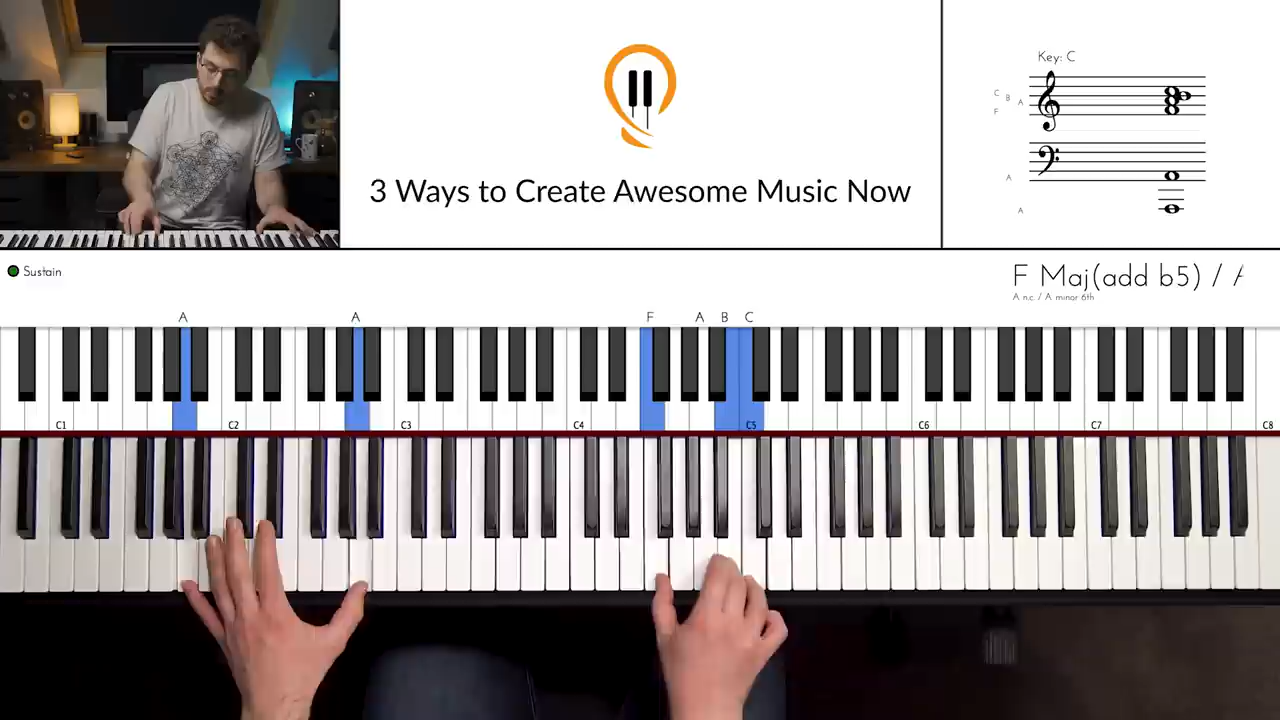 3 Ways to Create Awesome Music Now
Key: C
C B A
F
A
A
Sustain
F Maj(add b5) / A
A n.c. / A minor 6th
A A F A B C
C1 C2 C3 C4 C5 C6 C7 C8